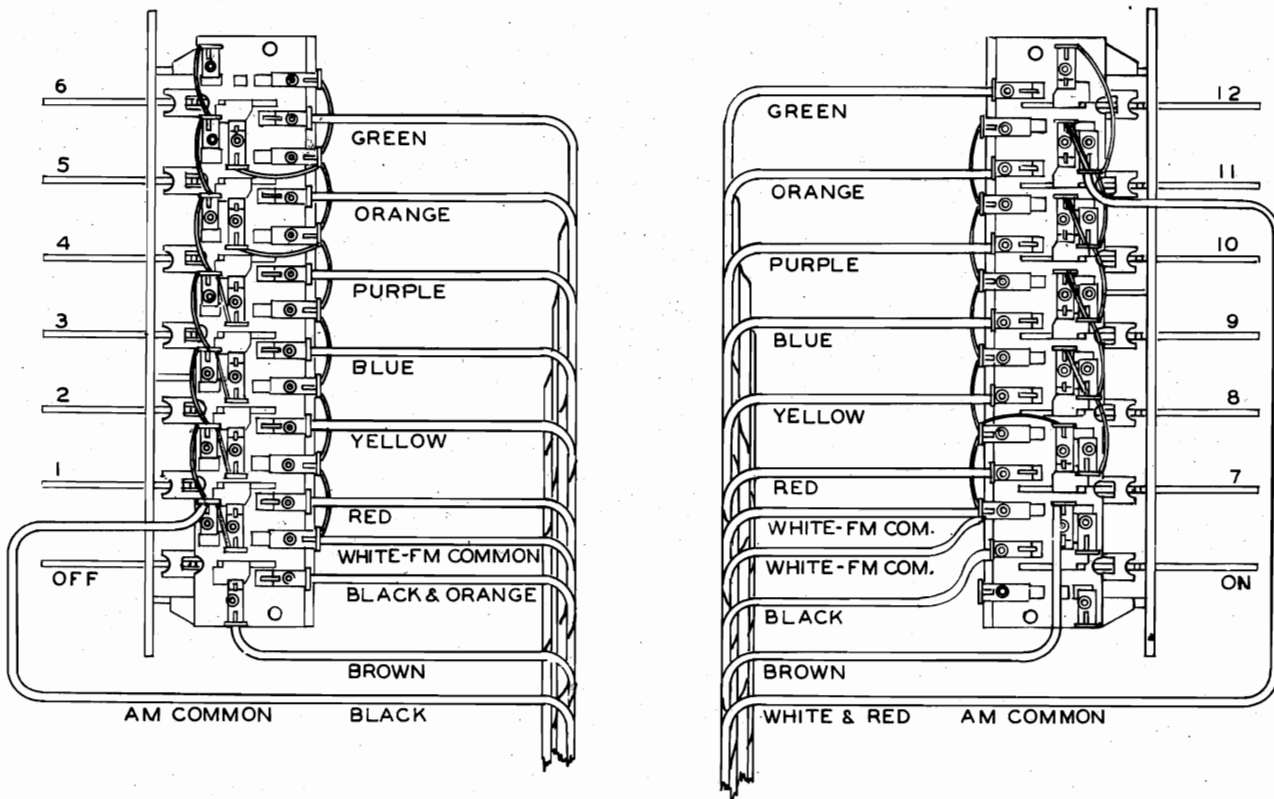 6
5
4
3
2
1
OFF
GREEN
ORANGE
PURPLE
BLUE
YELLOW
RED
WHITE-FM COMMON
BLACK & ORANGE
BROWN
AM COMMON BLACK
GREEN
ORANGE
PURPLE
BLUE
YELLOW
RED
WHITE-FM COM.
WHITE-FM COM.
BLACK
BROWN
WHITE & RED AM COMMON
12
11
10
9
8
7
ON